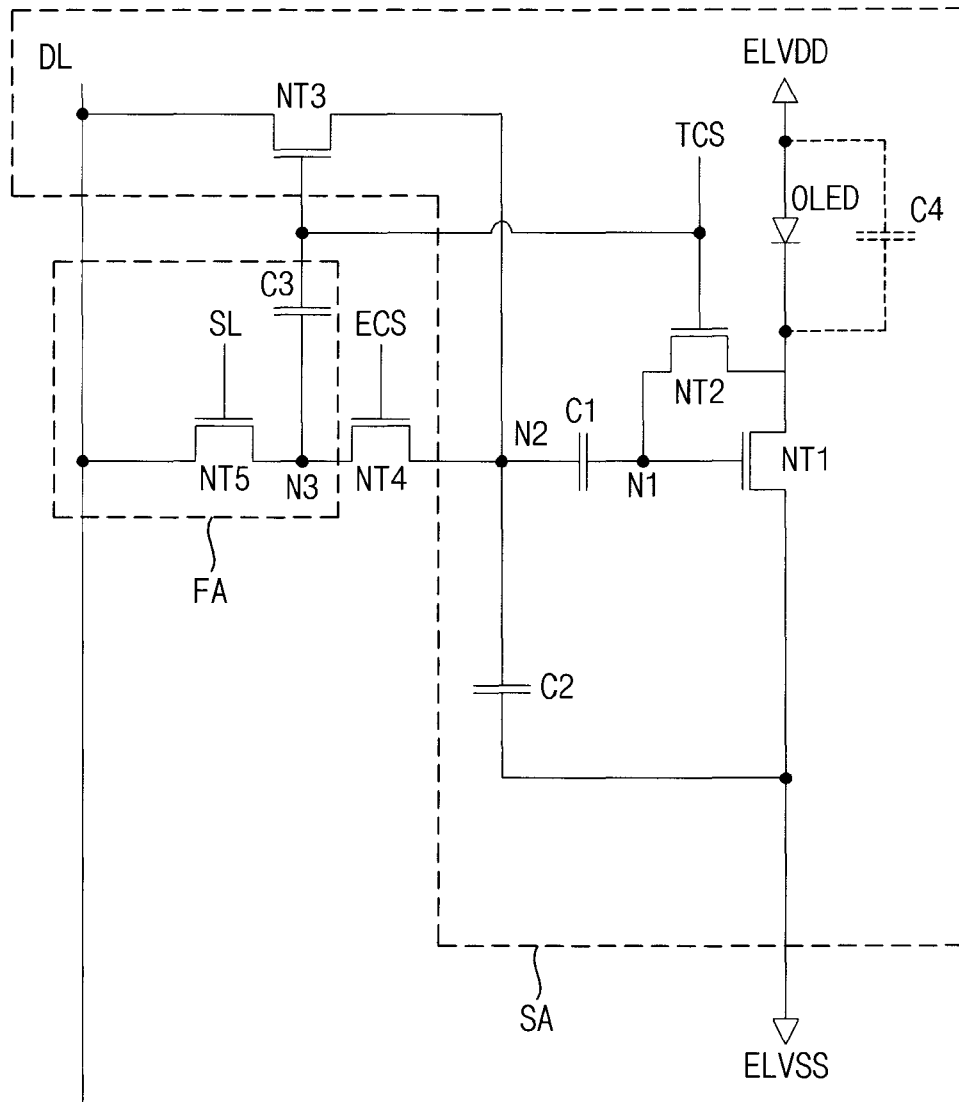 DL
ELVDD
NT3
TCS
OLED
C4
C3
SL
ECS
NT2
C1
N2
NT1
NT5
N3
NT4
N1
FA
C2
SA
ELVSS